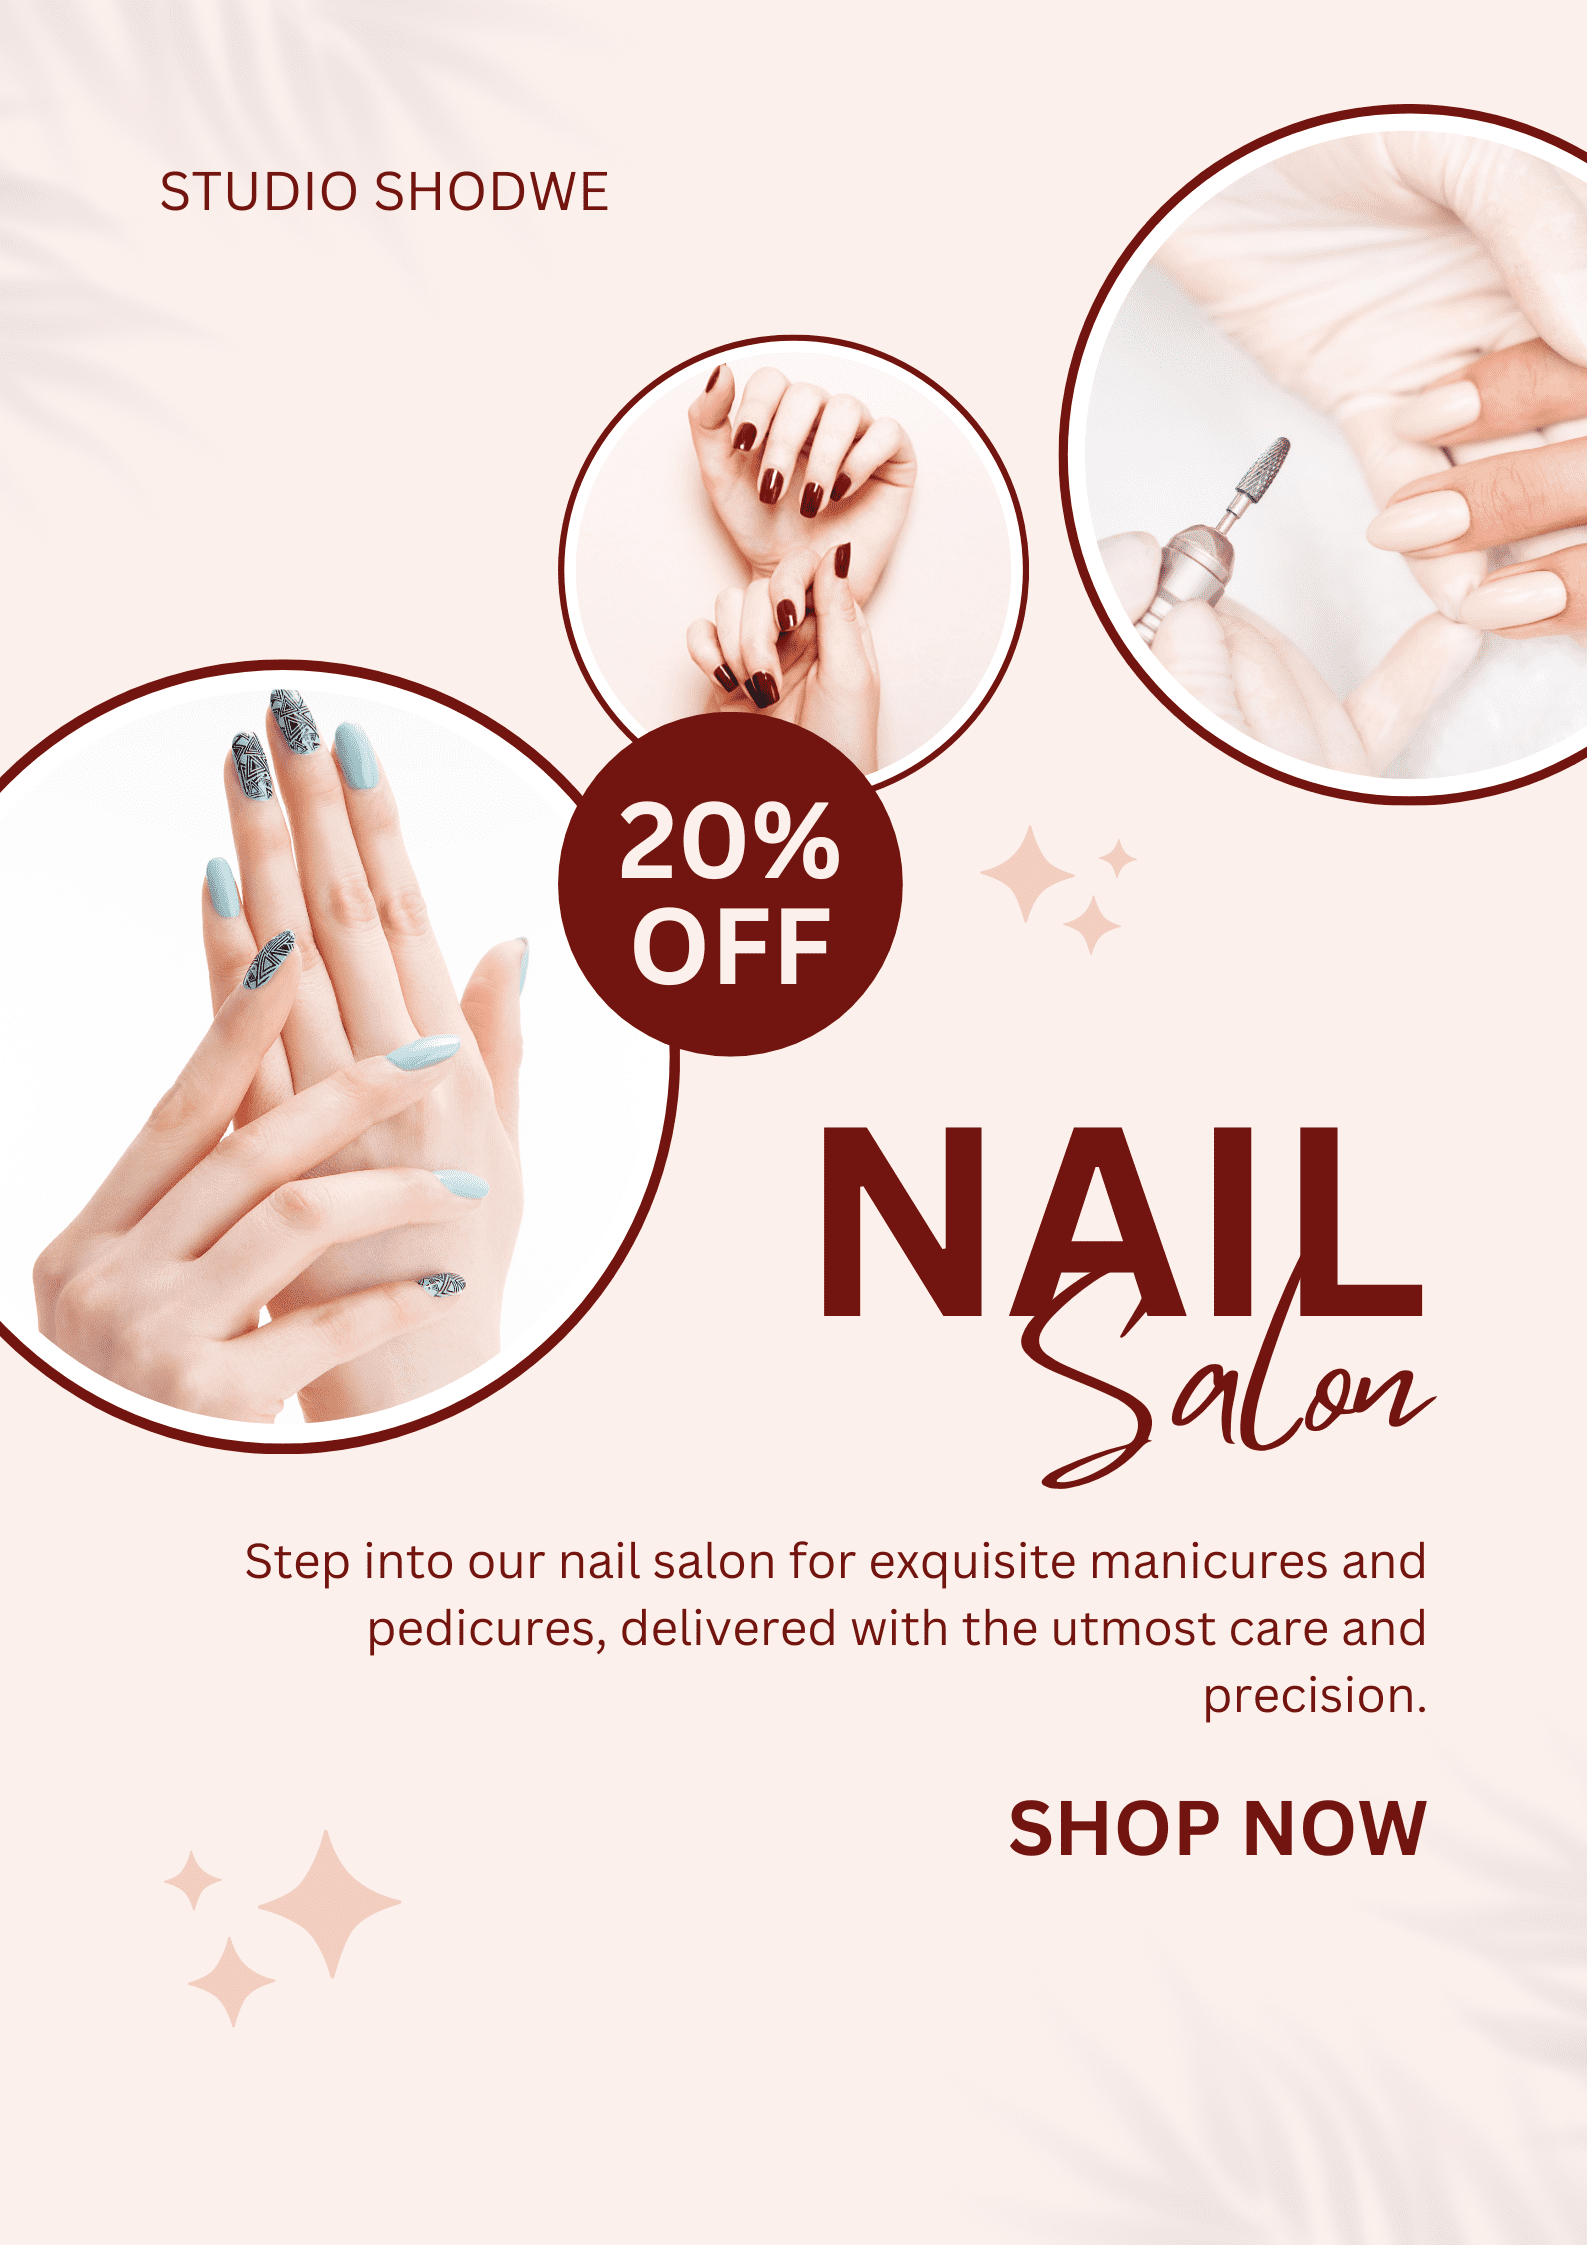 STUDIO SHODWE
20%
OFF
NAIL
Salon
Step into our nail salon for exquisite manicures and
pedicures, delivered with the utmost care and
precision.
SHOP NOW